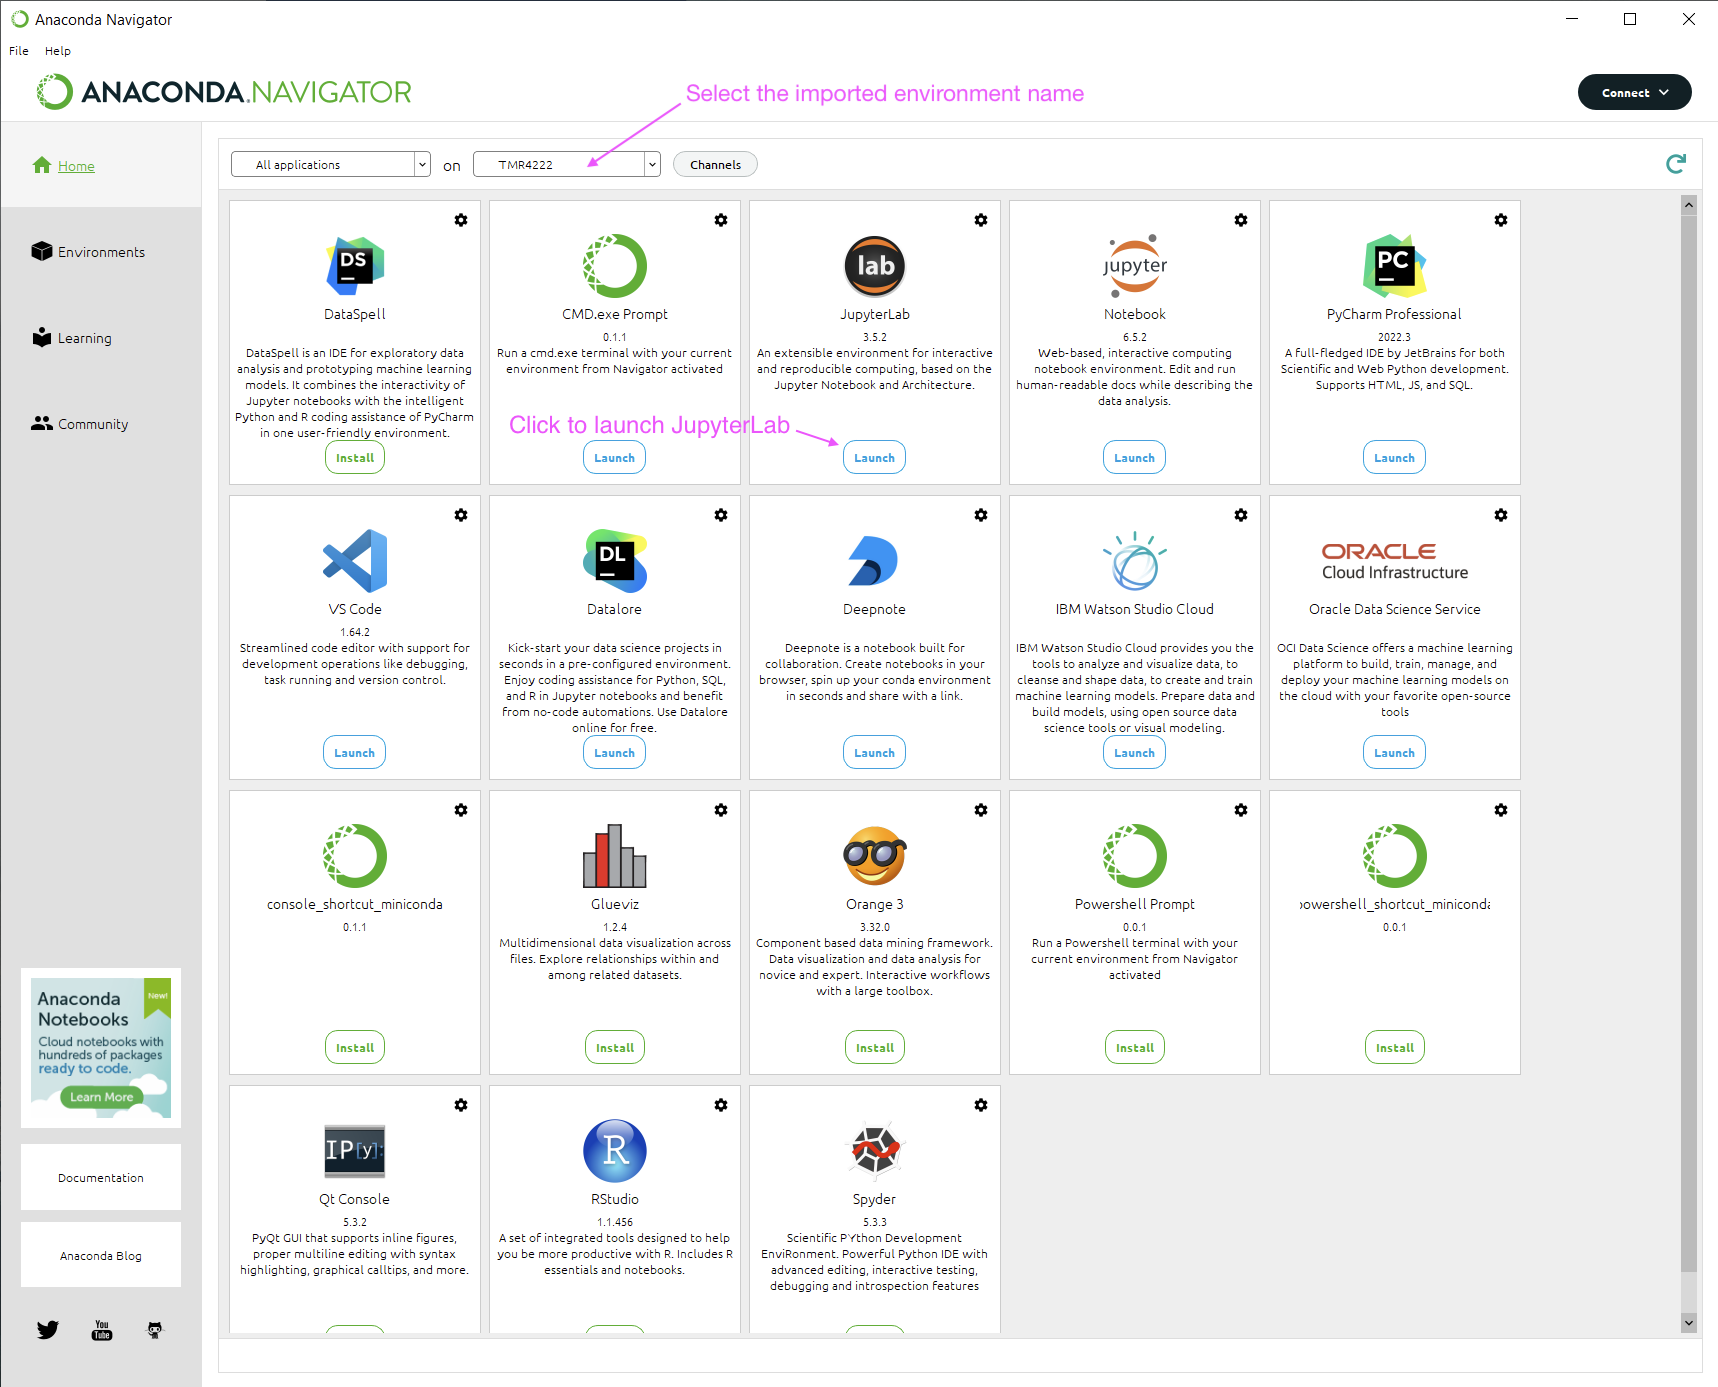 Anaconda Navigator
File Help
ANACONDA.NAVIGATOR
Select the imported environment name
Connect
Home
All applications
on
TMR4222
Channels
Environments
Learning
Community
DS
DataSpell
DataSpell is an IDE for exploratory data
analysis and prototyping machine learning
models. It combines the interactivity of
Jupyter notebooks with the intelligent
Python and R coding assistance of PyCharm
in one user-friendly environment.
Install
CMD.exe Prompt
0.1.1
Run a cmd.exe terminal with your current
environment from Navigator activated
Launch
lab
JupyterLab
3.5.2
An extensible environment for interactive
and reproducible computing, based on the
Jupyter Notebook and Architecture.
Click to launch JupyterLab
Launch
jupyter
Notebook
6.5.2
Web-based, interactive computing
notebook environment. Edit and run
human-readable docs while describing the
data analysis.
Launch
PC
PyCharm Professional
2022.3
A full-fledged IDE by JetBrains for both
Scientific and Web Python development.
Supports HTML, JS, and SQL.
Launch
VS Code
1.64.2
Streamlined code editor with support for
development operations like debugging,
task running and version control.
Launch
DL
Datalore
Kick-start your data science projects in
seconds in a pre-configured environment.
Enjoy coding assistance for Python, SQL,
and R in Jupyter notebooks and benefit
from no-code automations. Use Datalore
online for free.
Launch
Deepnote
Deepnote is a notebook built for
collaboration. Create notebooks in your
browser, spin up your conda environment
in seconds and share with a link.
Launch
IBM Watson Studio Cloud
IBM Watson Studio Cloud provides you the
tools to analyze and visualize data, to
cleanse and shape data, to create and train
machine learning models. Prepare data and
build models, using open source data
science tools or visual modeling.
Launch
ORACLE
Cloud Infrastructure
Oracle Data Science Service
OCI Data Science offers a machine learning
platform to build, train, manage, and
deploy your machine learning models on
the cloud with your favorite open-source
tools
Launch
console_shortcut_miniconda
0.1.1
Install
Glueviz
1.2.4
Multidimensional data visualization across
files. Explore relationships within and
among related datasets.
Install
Orange 3
3.32.0
Component based data mining framework.
Data visualization and data analysis for
novice and expert. Interactive workflows
with a large toolbox.
Install
Powershell Prompt
0.0.1
Run a Powershell terminal with your
current environment from Navigator
activated
Install
powershell_shortcut_miniconda
0.0.1
Install
IP[y]:
Qt Console
5.3.2
PyQt GUI that supports inline figures,
proper multiline editing with syntax
highlighting, graphical calltips, and more.
R
RStudio
1.1.456
A set of integrated tools designed to help
you be more productive with R. Includes R
essentials and notebooks.
Spyder
5.3.3
Scientific PYthon Development
EnviRonment. Powerful Python IDE with
advanced editing, interactive testing,
debugging and introspection features
Anaconda
Notebooks
New!
Cloud notebooks with
hundreds of packages
ready to code.
Learn More
Documentation
Anaconda Blog
You
Tube